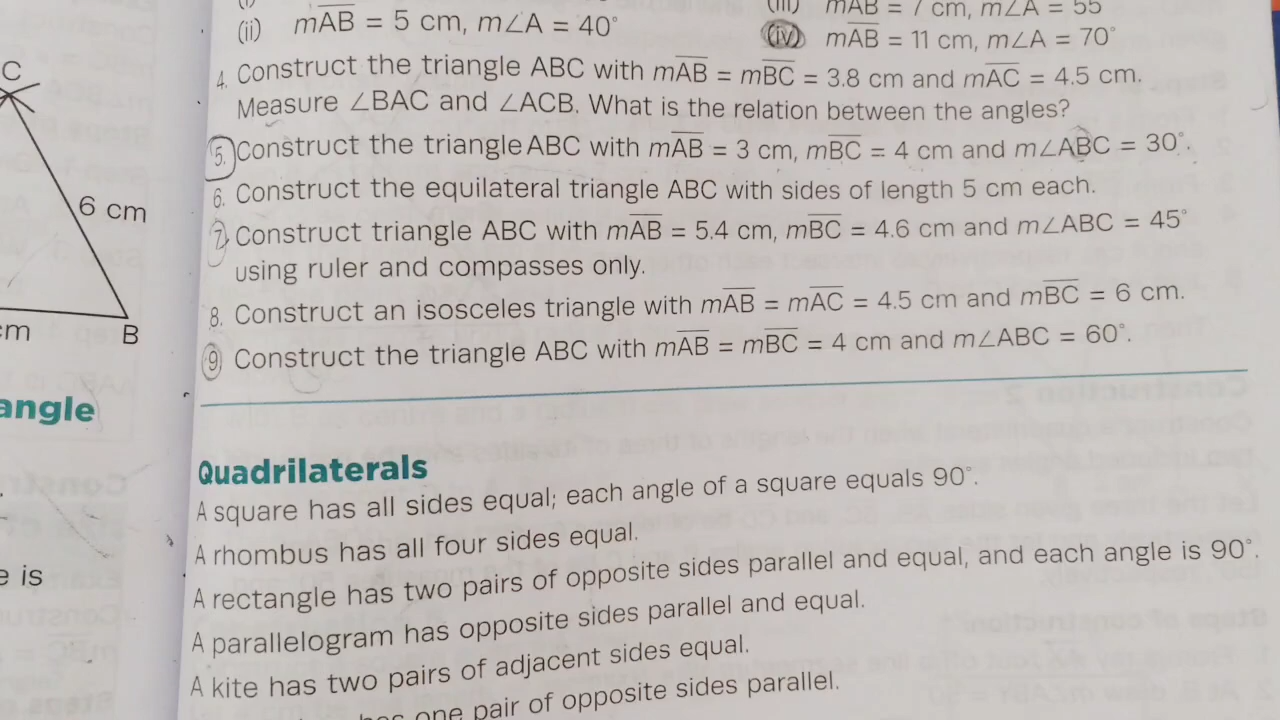 (ii) mAB = 5 cm, m∠A = 40°
mAB = 7 cm, m∠A = 55
(iv) mAB = 11 cm, m∠A = 70°
4. Construct the triangle ABC with mAB = mBC = 3.8 cm and mAC = 4.5 cm.
Measure ∠BAC and ∠ACB. What is the relation between the angles?
5. Construct the triangle ABC with mAB = 3 cm, mBC = 4 cm and m∠ABC = 30°.
6. Construct the equilateral triangle ABC with sides of length 5 cm each.
7. Construct triangle ABC with mAB = 5.4 cm, mBC = 4.6 cm and m∠ABC = 45°
using ruler and compasses only.
8. Construct an isosceles triangle with mAB = mAC = 4.5 cm and mBC = 6 cm.
9. Construct the triangle ABC with mAB = mBC = 4 cm and m∠ABC = 60°.
Quadrilaterals
A square has all sides equal; each angle of a square equals 90°.
A rhombus has all four sides equal.
A rectangle has two pairs of opposite sides parallel and equal, and each angle is 90°.
A parallelogram has opposite sides parallel and equal.
A kite has two pairs of adjacent sides equal.
one pair of opposite sides parallel.
C
6 cm
cm
B
angle
e is